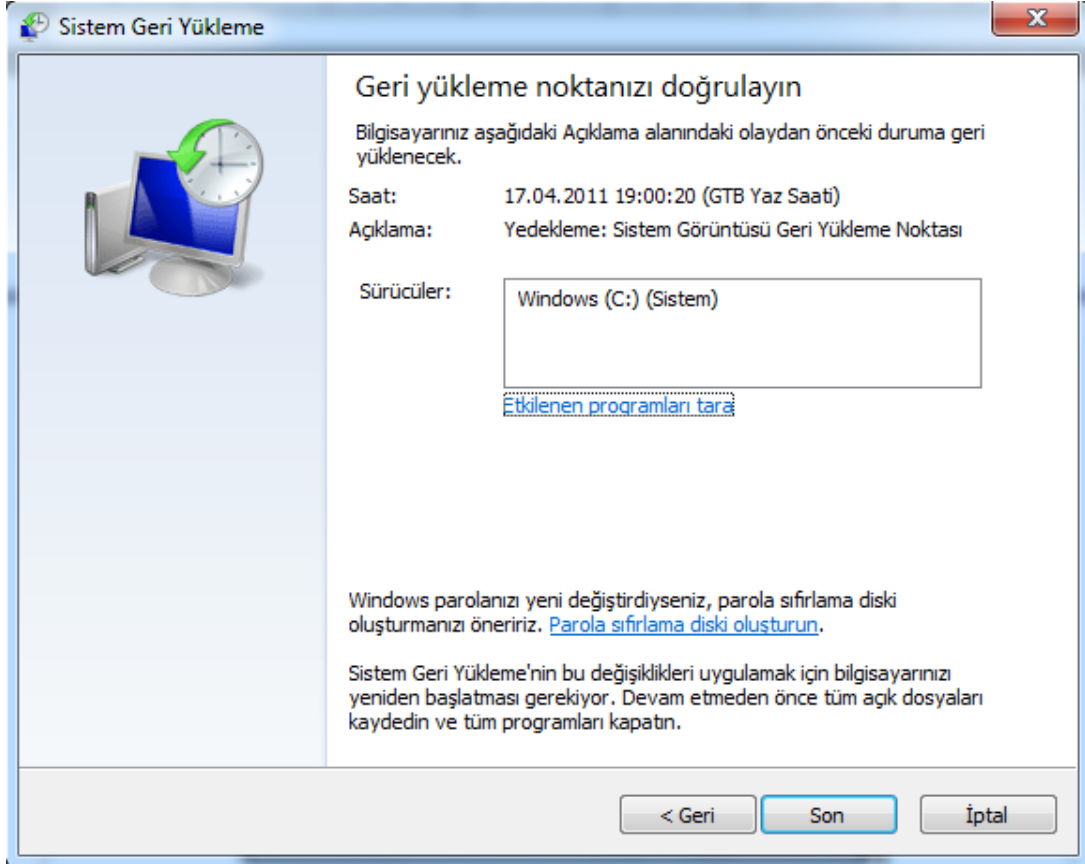 Sistem Geri Yükleme
Geri yükleme noktanızı doğrulayın
Bilgisayarınız aşağıdaki Açıklama alanındaki olaydan önceki duruma geri
yüklenecek.
Saat: 17.04.2011 19:00:20 (GTB Yaz Saati)
Açıklama: Yedekleme: Sistem Görüntüsü Geri Yükleme Noktası
Sürücüler: Windows (C:) (Sistem)
Etkilenen programları tara
Windows parolanızı yeni değiştirdiyseniz, parola sıfırlama diski
oluşturmanızı öneririz. Parola sıfırlama diski oluşturun.
Sistem Geri Yükleme'nin bu değişiklikleri uygulamak için bilgisayarınızı
yeniden başlatması gerekiyor. Devam etmeden önce tüm açık dosyaları
kaydedin ve tüm programları kapatın.
< Geri Son İptal